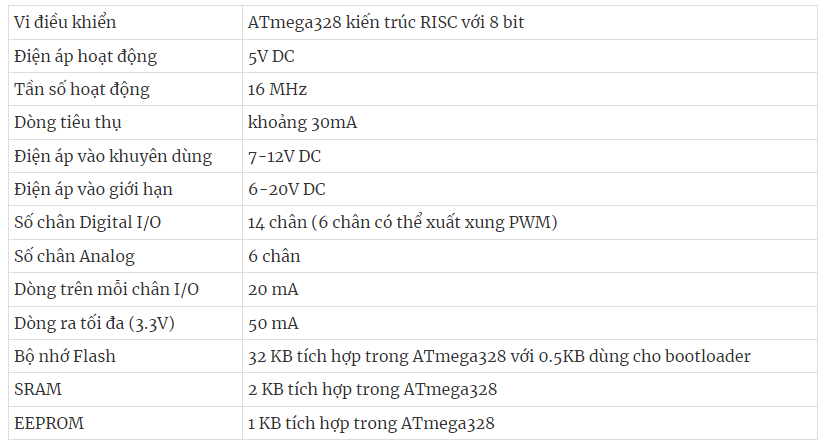 Vi điều khiển ATmega328 kiến trúc RISC với 8 bit
Điện áp hoạt động 5V DC
Tần số hoạt động 16 MHz
Dòng tiêu thụ khoảng 30mA
Điện áp vào khuyên dùng 7-12V DC
Điện áp vào giới hạn 6-20V DC
Số chân Digital I/O 14 chân (6 chân có thể xuất xung PWM)
Số chân Analog 6 chân
Dòng trên mỗi chân I/O 20 mA
Dòng ra tối đa (3.3V) 50 mA
Bộ nhớ Flash 32 KB tích hợp trong ATmega328 với 0.5KB dùng cho bootloader
SRAM 2 KB tích hợp trong ATmega328
EEPROM 1 KB tích hợp trong ATmega328